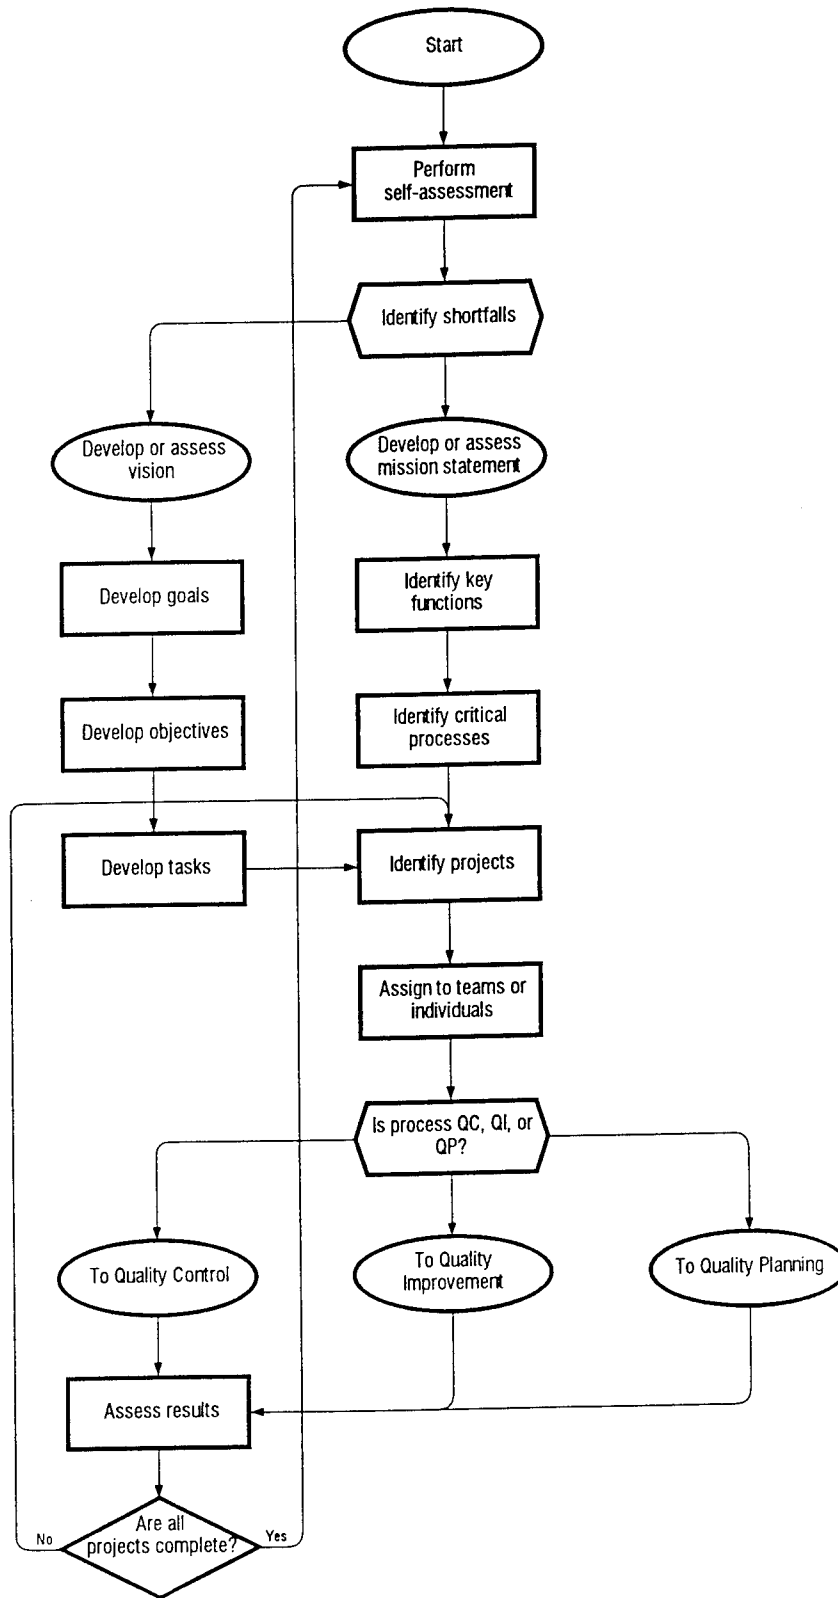 Start
Perform
self-assessment
Identify shortfalls
Develop or assess
vision
Develop or assess
mission statement
Develop goals
Identify key
functions
Develop objectives
Identify critical
processes
Develop tasks
Identify projects
Assign to teams or
individuals
Is process QC, QI, or
QP?
To Quality Control
To Quality
Improvement
To Quality Planning
Assess results
No
Are all
projects complete?
Yes